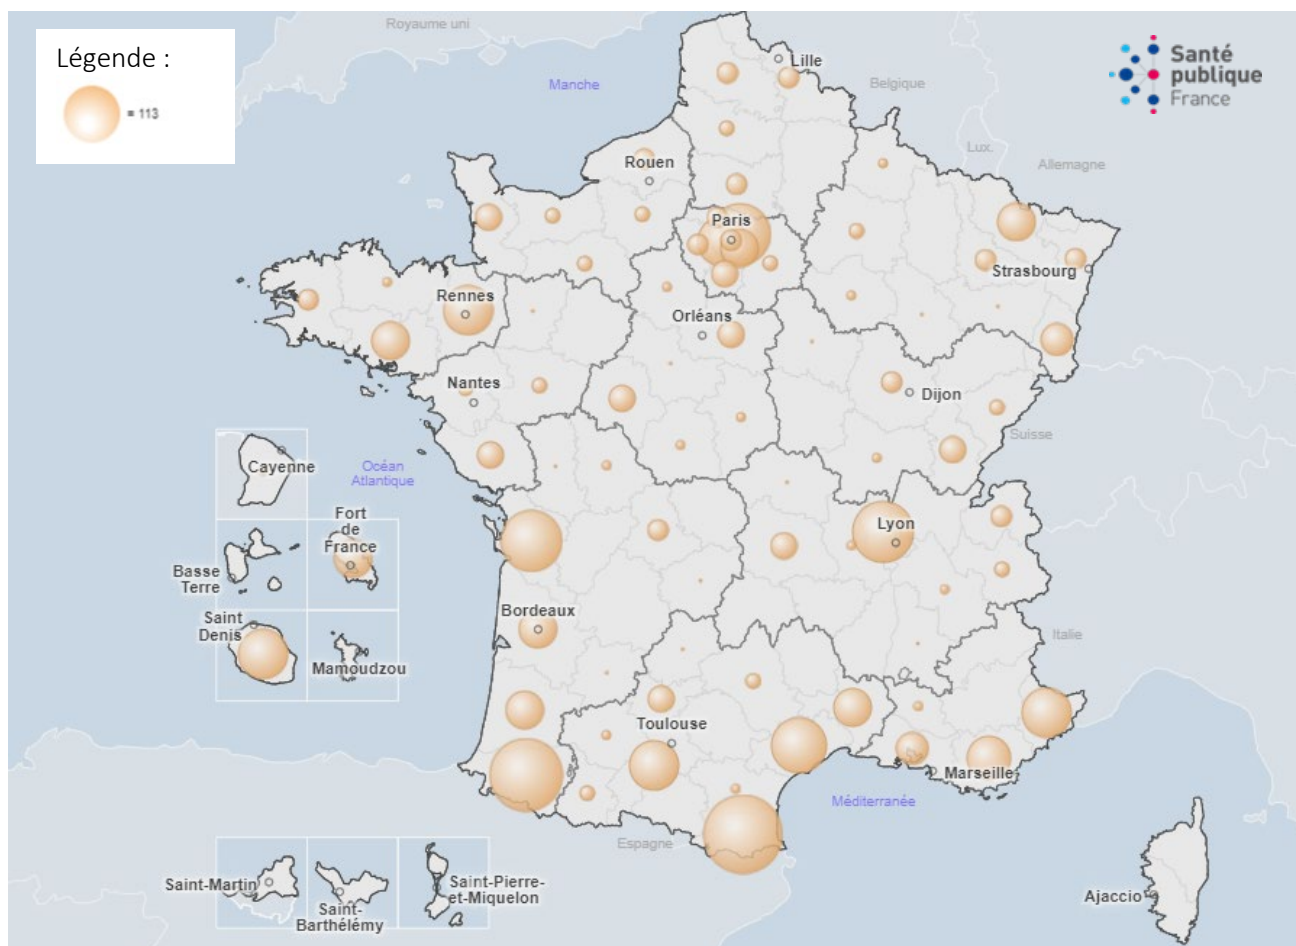 Royaume uni
Légende :
= 113
Manche
Lille
Belgique
Santé
publique
France
Rouen
Lux.
Allemagne
Paris
Strasbourg
Rennes
Orléans
Nantes
Dijon
Suisse
Cayenne
Océan
Atlantique
Fort
de
France
Lyon
Basse
Terre
Saint
Denis
Bordeaux
Mamoudzou
Italie
Toulouse
Marseille
Méditerranée
Espagne
Saint-Martin
Saint-
Barthélémy
Saint-Pierre-
et-Miquelon
Ajaccio